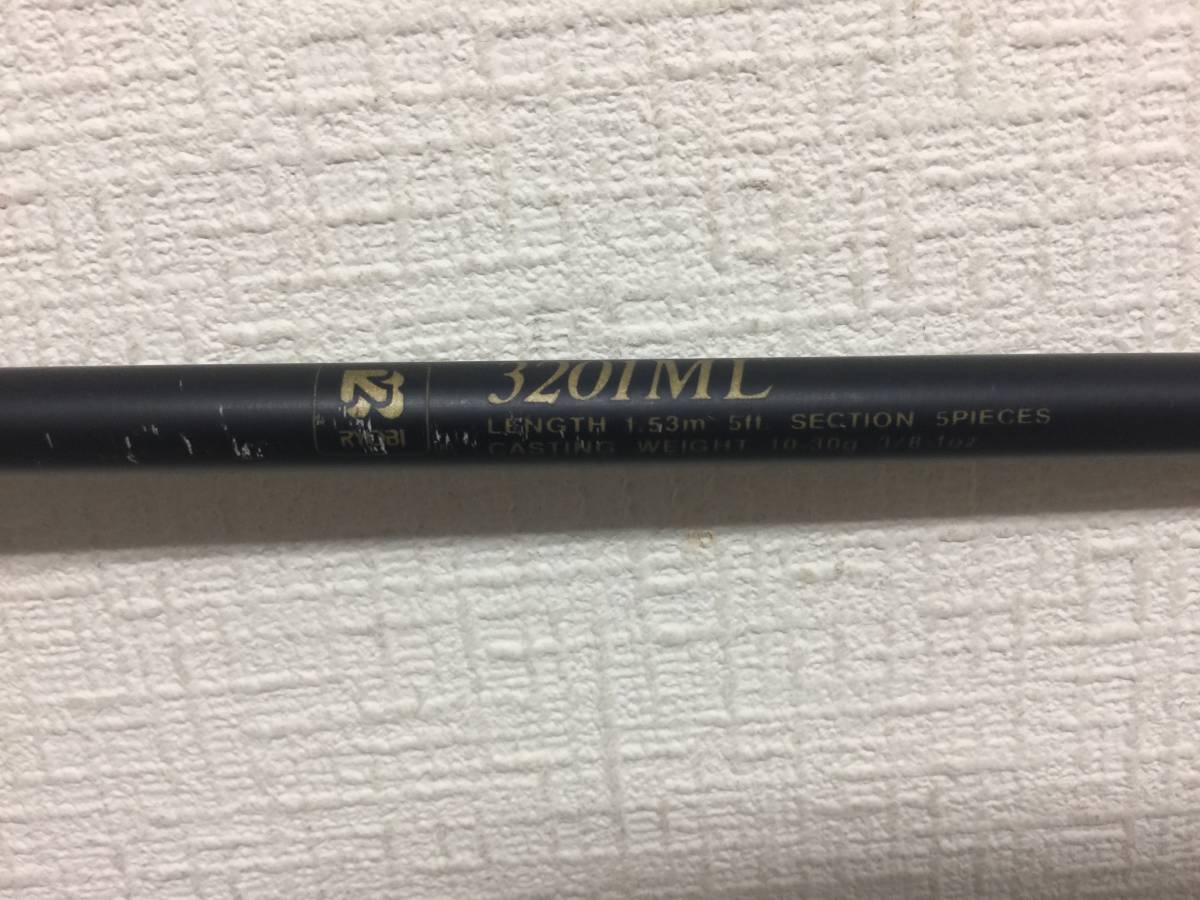 RYOBI
3201ML
LENGTH 1.53m 5ft. SECTION 5PIECES
CASTING WEIGHT 10-30g 3/8-1oz